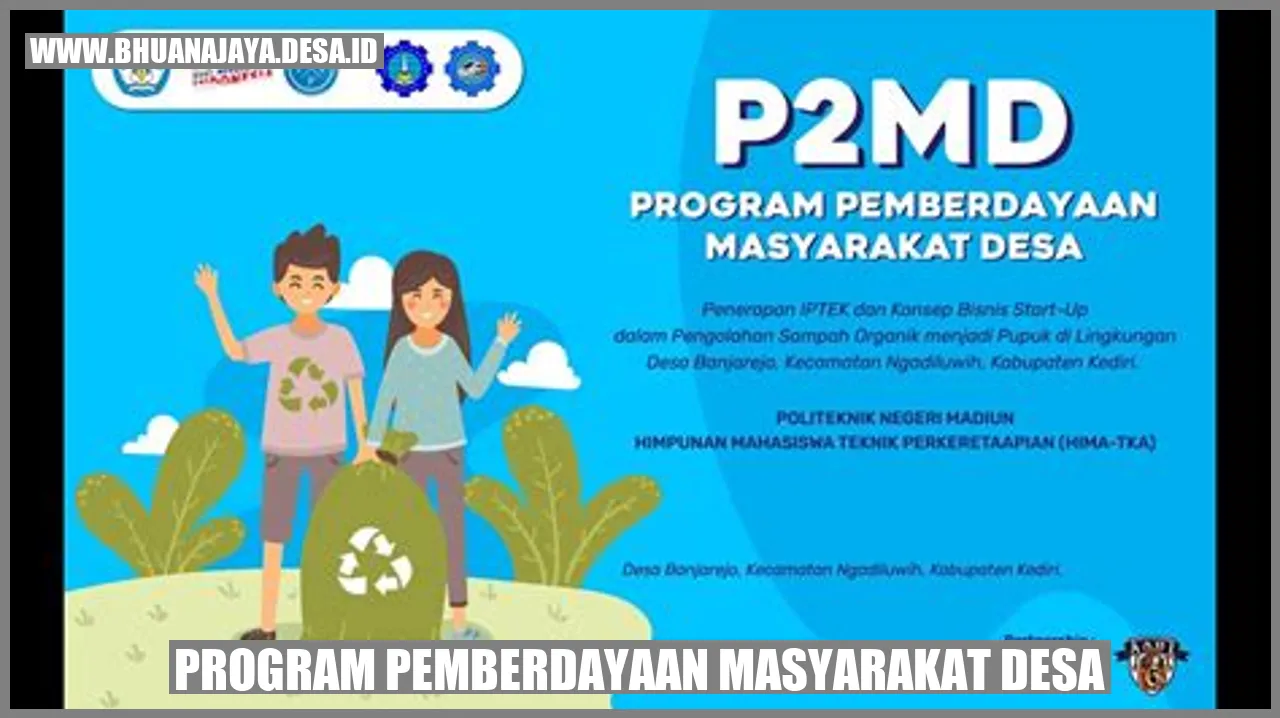 WWW.BHUANAJAYA.DESA.ID
P2MD
PROGRAM PEMBERDAYAAN
MASYARAKAT DESA
Penerapan IPTEK dan Konsep Bisnis Start-Up
dalam Pengolahan Sampah Organik menjadi Pupuk di Lingkungan
Desa Banjarejo, Kecamatan Ngadiluwih, Kabupaten Kediri.
POLITEKNIK NEGERI MADIUN
HIMPUNAN MAHASISWA TEKNIK PERKERETAAPIAN (HIMA-TKA)
Desa Banjarejo, Kecamatan Ngadiluwih, Kabupaten Kediri.
PROGRAM PEMBERDAYAAN MASYARAKAT DESA